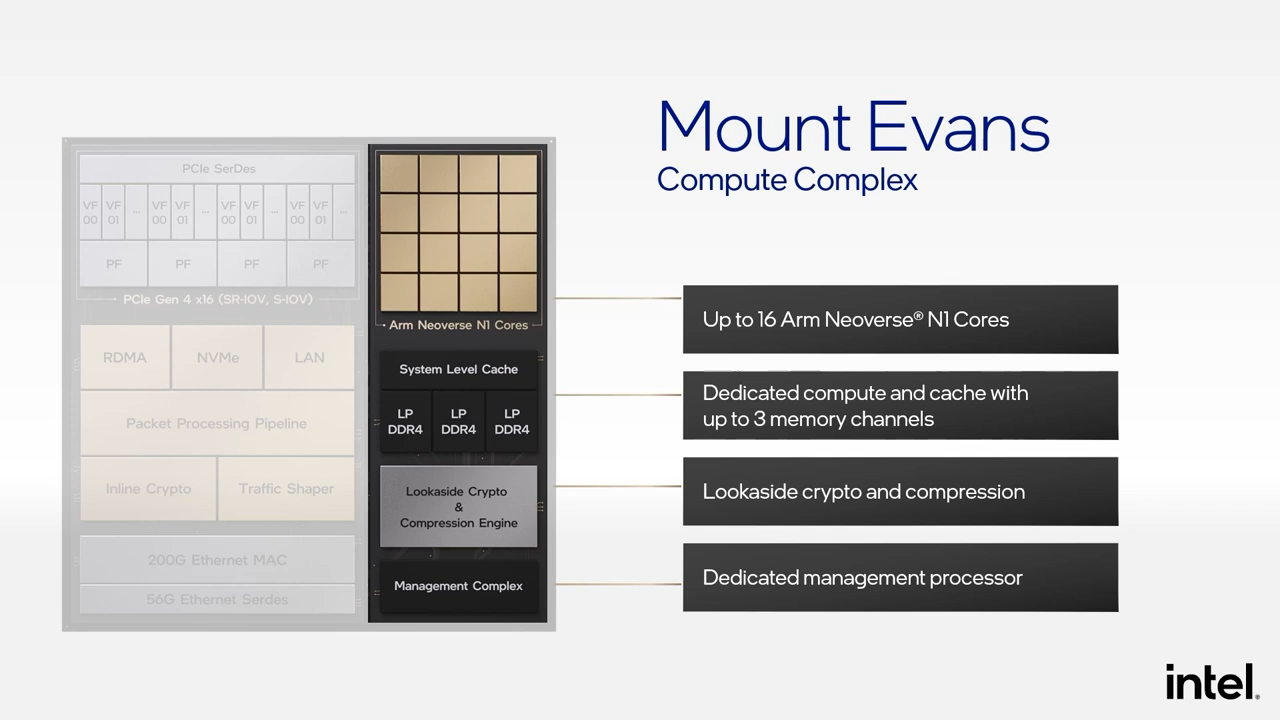 Mount Evans
Compute Complex
PCIe SerDes
VF 00
VF 01
...
VF 00
VF 01
...
VF 00
VF 01
...
VF 00
VF 01
...
PF
PF
PF
PF
PCIe Gen 4 x16 (SR-IOV, S-IOV)
RDMA
NVMe
LAN
Packet Processing Pipeline
Inline Crypto
Traffic Shaper
200G Ethernet MAC
56G Ethernet Serdes
Arm Neoverse N1 Cores
System Level Cache
LP
DDR4
LP
DDR4
LP
DDR4
Lookaside Crypto
&
Compression Engine
Management Complex
Up to 16 Arm Neoverse® N1 Cores
Dedicated compute and cache with
up to 3 memory channels
Lookaside crypto and compression
Dedicated management processor
intel.